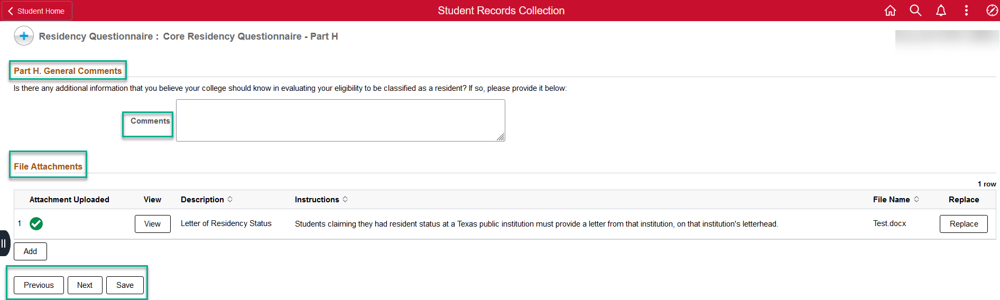 Student Home
Student Records Collection
Residency Questionnaire : Core Residency Questionnaire - Part H
Part H. General Comments
Is there any additional information that you believe your college should know in evaluating your eligibility to be classified as a resident? If so, please provide it below:
Comments
File Attachments
1 row
Attachment Uploaded View Description Instructions File Name Replace
1 View Letter of Residency Status Students claiming they had resident status at a Texas public institution must provide a letter from that institution, on that institution's letterhead. Test.docx Replace
Add
Previous Next Save